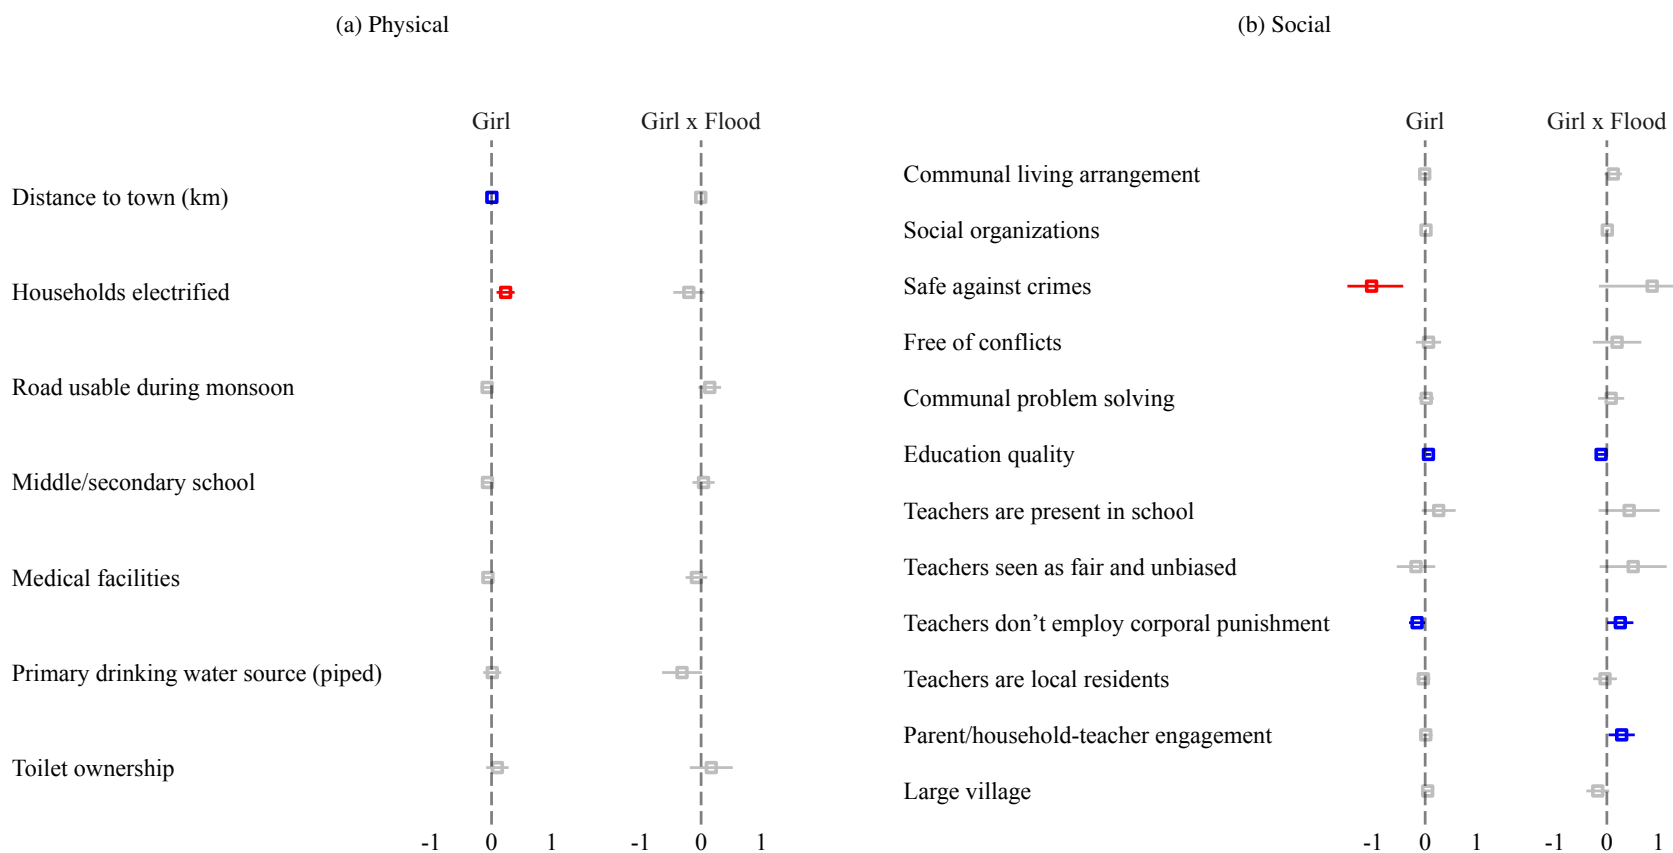 (a) Physical
Girl
Girl x Flood
Distance to town (km)
Households electrified
Road usable during monsoon
Middle/secondary school
Medical facilities
Primary drinking water source (piped)
Toilet ownership
-1 0 1 -1 0 1
(b) Social
Girl
Girl x Flood
Communal living arrangement
Social organizations
Safe against crimes
Free of conflicts
Communal problem solving
Education quality
Teachers are present in school
Teachers seen as fair and unbiased
Teachers don’t employ corporal punishment
Teachers are local residents
Parent/household-teacher engagement
Large village
-1 0 1 -1 0 1